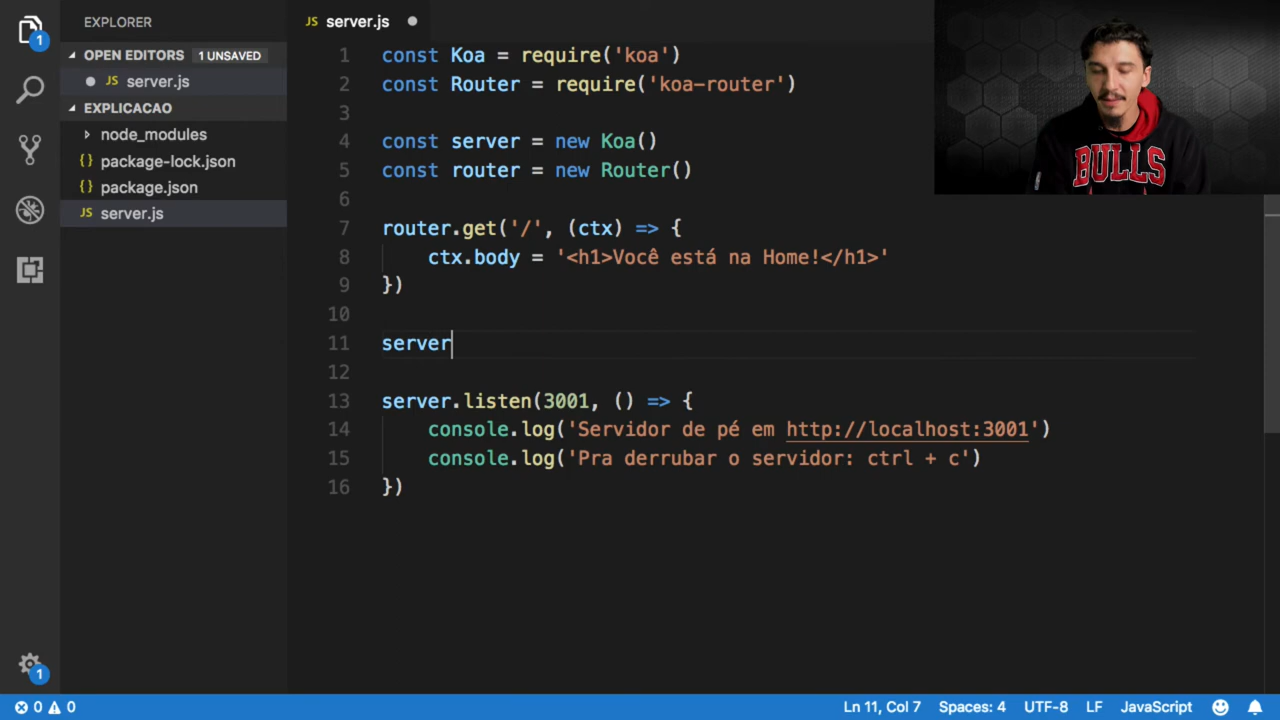 EXPLORER
OPEN EDITORS 1 UNSAVED
JS server.js
EXPLICACAO
node_modules
{} package-lock.json
{} package.json
JS server.js
1
1
JS server.js
1 const Koa = require('koa')
2 const Router = require('koa-router')
3
4 const server = new Koa()
5 const router = new Router()
6
7 router.get('/', (ctx) => {
8 ctx.body = '<h1>Você está na Home!</h1>'
9 })
10
11 server
12
13 server.listen(3001, () => {
14 console.log('Servidor de pé em http://localhost:3001')
15 console.log('Pra derrubar o servidor: ctrl + c')
16 })
BULLS
0 0
Ln 11, Col 7 Spaces: 4 UTF-8 LF JavaScript